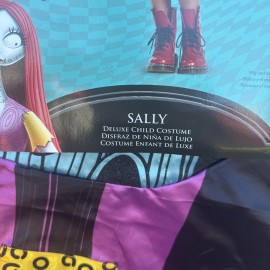 SALLY
DELUXE CHILD COSTUME
DISFRAZ DE NIÑA DE LUJO
COSTUME ENFANT DE LUXE